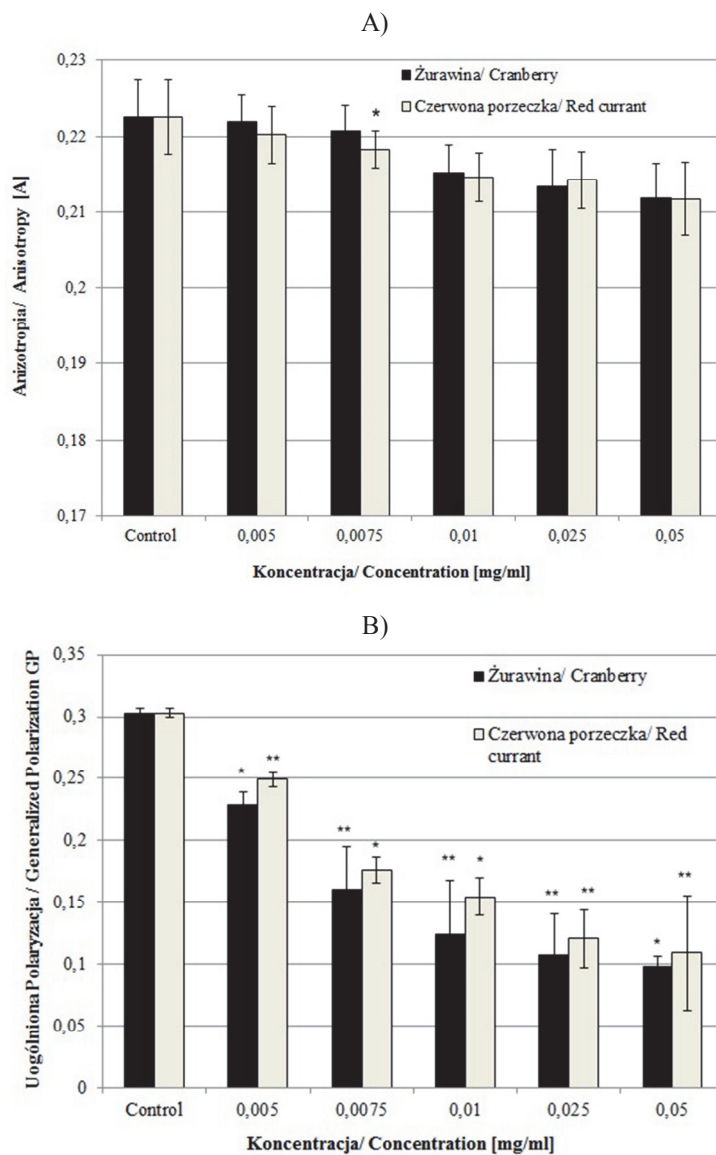 A)
0,23
0,22
0,21
0,2
0,19
0,18
0,17
Anizotropia/ Anisotropy [A]
Żurawina/ Cranberry
Czerwona porzeczka/ Red currant
*
Control 0,005 0,0075 0,01 0,025 0,05
Koncentracja/ Concentration [mg/ml]
B)
0,35
0,3
0,25
0,2
0,15
0,1
0,05
0
Uogólniona Polaryzacja / Generalized Polarization GP
Żurawina/ Cranberry
Czerwona porzeczka/ Red
currant
* **
** *
** *
** **
* **
Control 0,005 0,0075 0,01 0,025 0,05
Koncentracja/ Concentration [mg/ml]